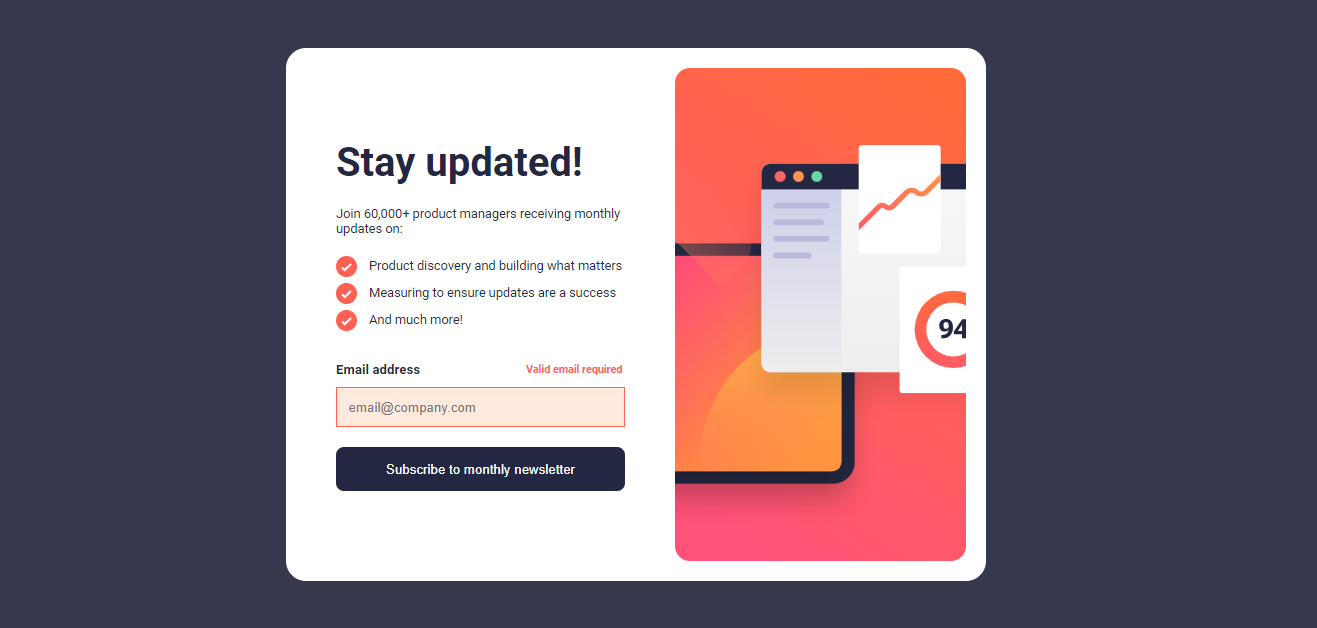 Stay updated!
Join 60,000+ product managers receiving monthly
updates on:
Product discovery and building what matters
Measuring to ensure updates are a success
And much more!
Email address
Valid email required
email@company.com
Subscribe to monthly newsletter
94